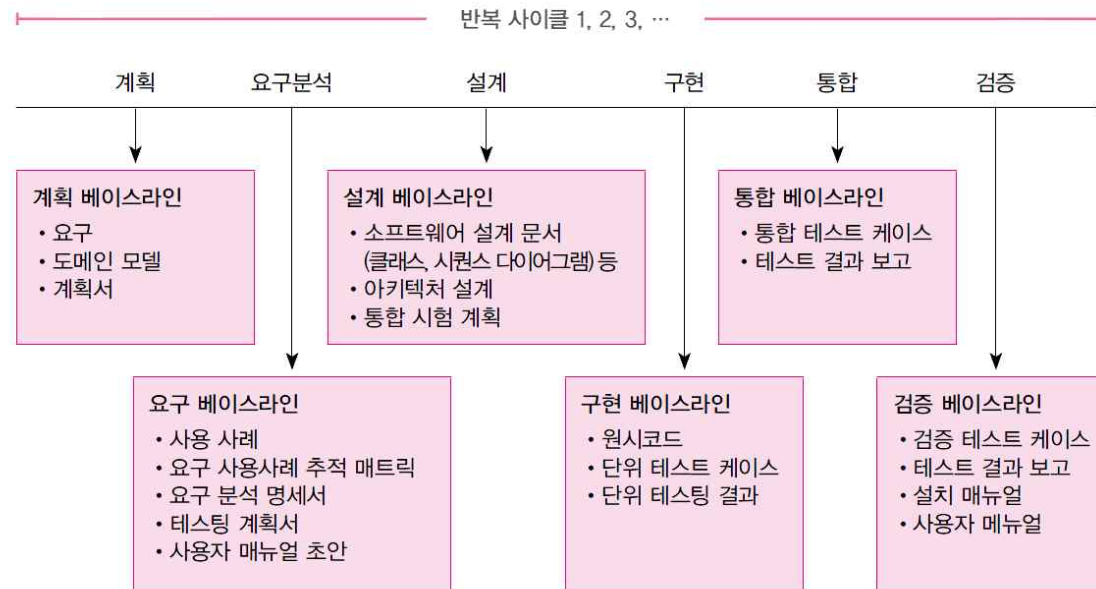 반복 사이클 1, 2, 3, …
계획
요구분석
설계
구현
통합
검증
계획 베이스라인
• 요구
• 도메인 모델
• 계획서
설계 베이스라인
• 소프트웨어 설계 문서
(클래스, 시퀀스 다이어그램) 등
• 아키텍처 설계
• 통합 시험 계획
통합 베이스라인
• 통합 테스트 케이스
• 테스트 결과 보고
요구 베이스라인
• 사용 사례
• 요구 사용사례 추적 매트릭
• 요구 분석 명세서
• 테스팅 계획서
• 사용자 매뉴얼 초안
구현 베이스라인
• 원시코드
• 단위 테스트 케이스
• 단위 테스팅 결과
검증 베이스라인
• 검증 테스트 케이스
• 테스트 결과 보고
• 설치 매뉴얼
• 사용자 메뉴얼